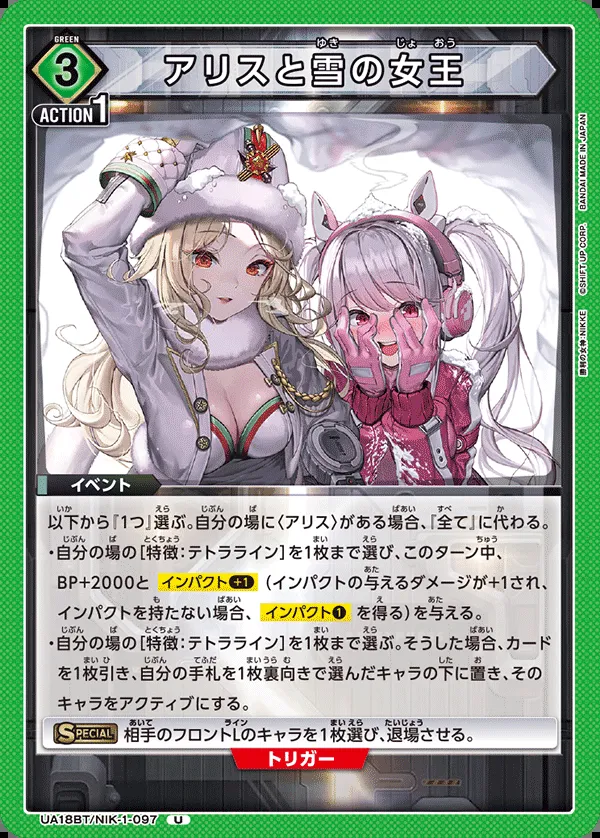 GREEN
3
ACTION 1
アリスと雪の女王
ゆき じょ おう
BANDAI MADE IN JAPAN
©SHIFT UP CORP.
勝利の女神:NIKKE
イベント
以下から『1つ』選ぶ。自分の場に〈アリス〉がある場合、『全て』に代わる。
・自分の場の[特徴:テトラライン]を1枚まで選び、このターン中、
BP+2000と インパクト+1 (インパクトの与えるダメージが+1され、
インパクトを持たない場合、 インパクト1 を得る)を与える。
・自分の場の[特徴:テトラライン]を1枚まで選ぶ。そうした場合、カード
を1枚引き、自分の手札を1枚裏向きで選んだキャラの下に置き、その
キャラをアクティブにする。
SPECIAL 相手のフロントLのキャラを1枚選び、退場させる。
トリガー
UA18BT/NIK-1-097 U